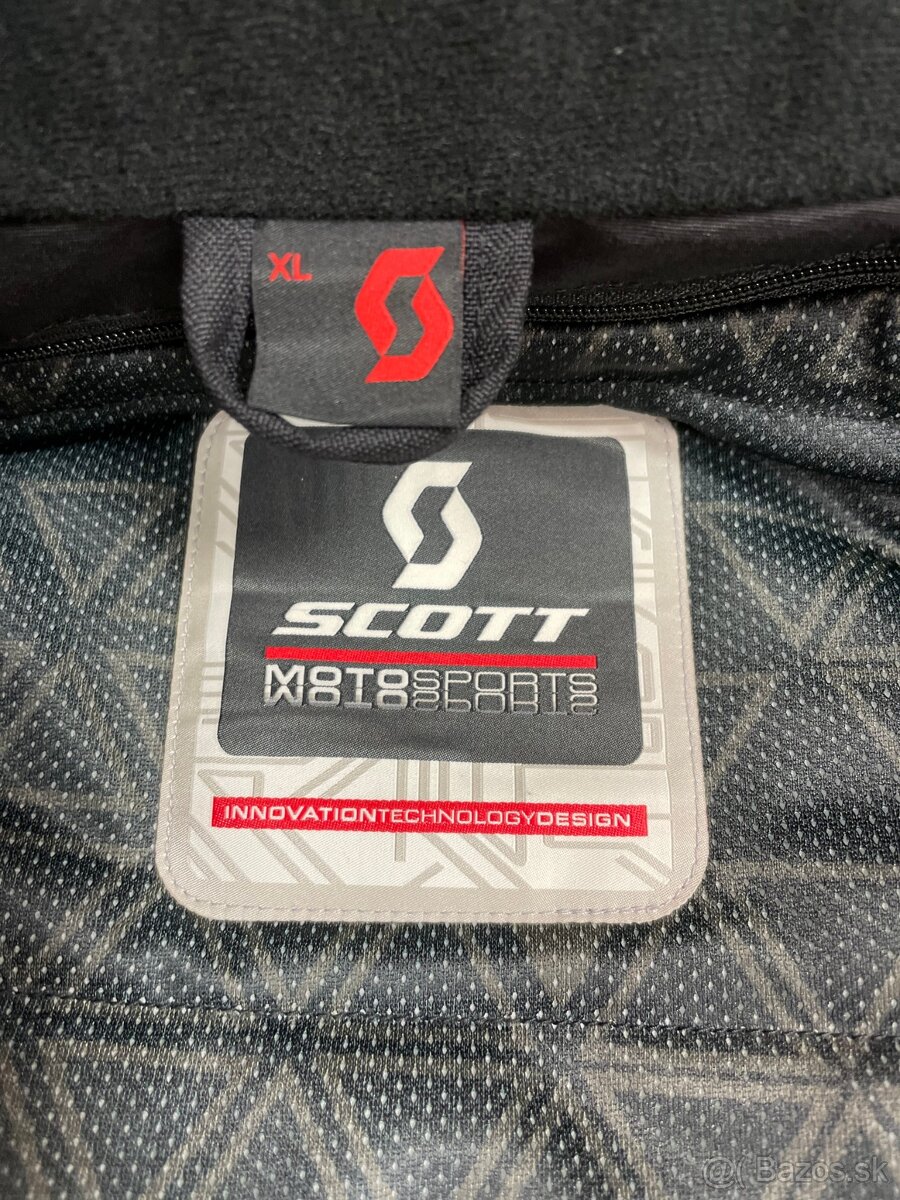 XL
SCOTT
MOTOSPORTS
INNOVATIONTECHNOLOGYDESIGN
@ Bazos.sk